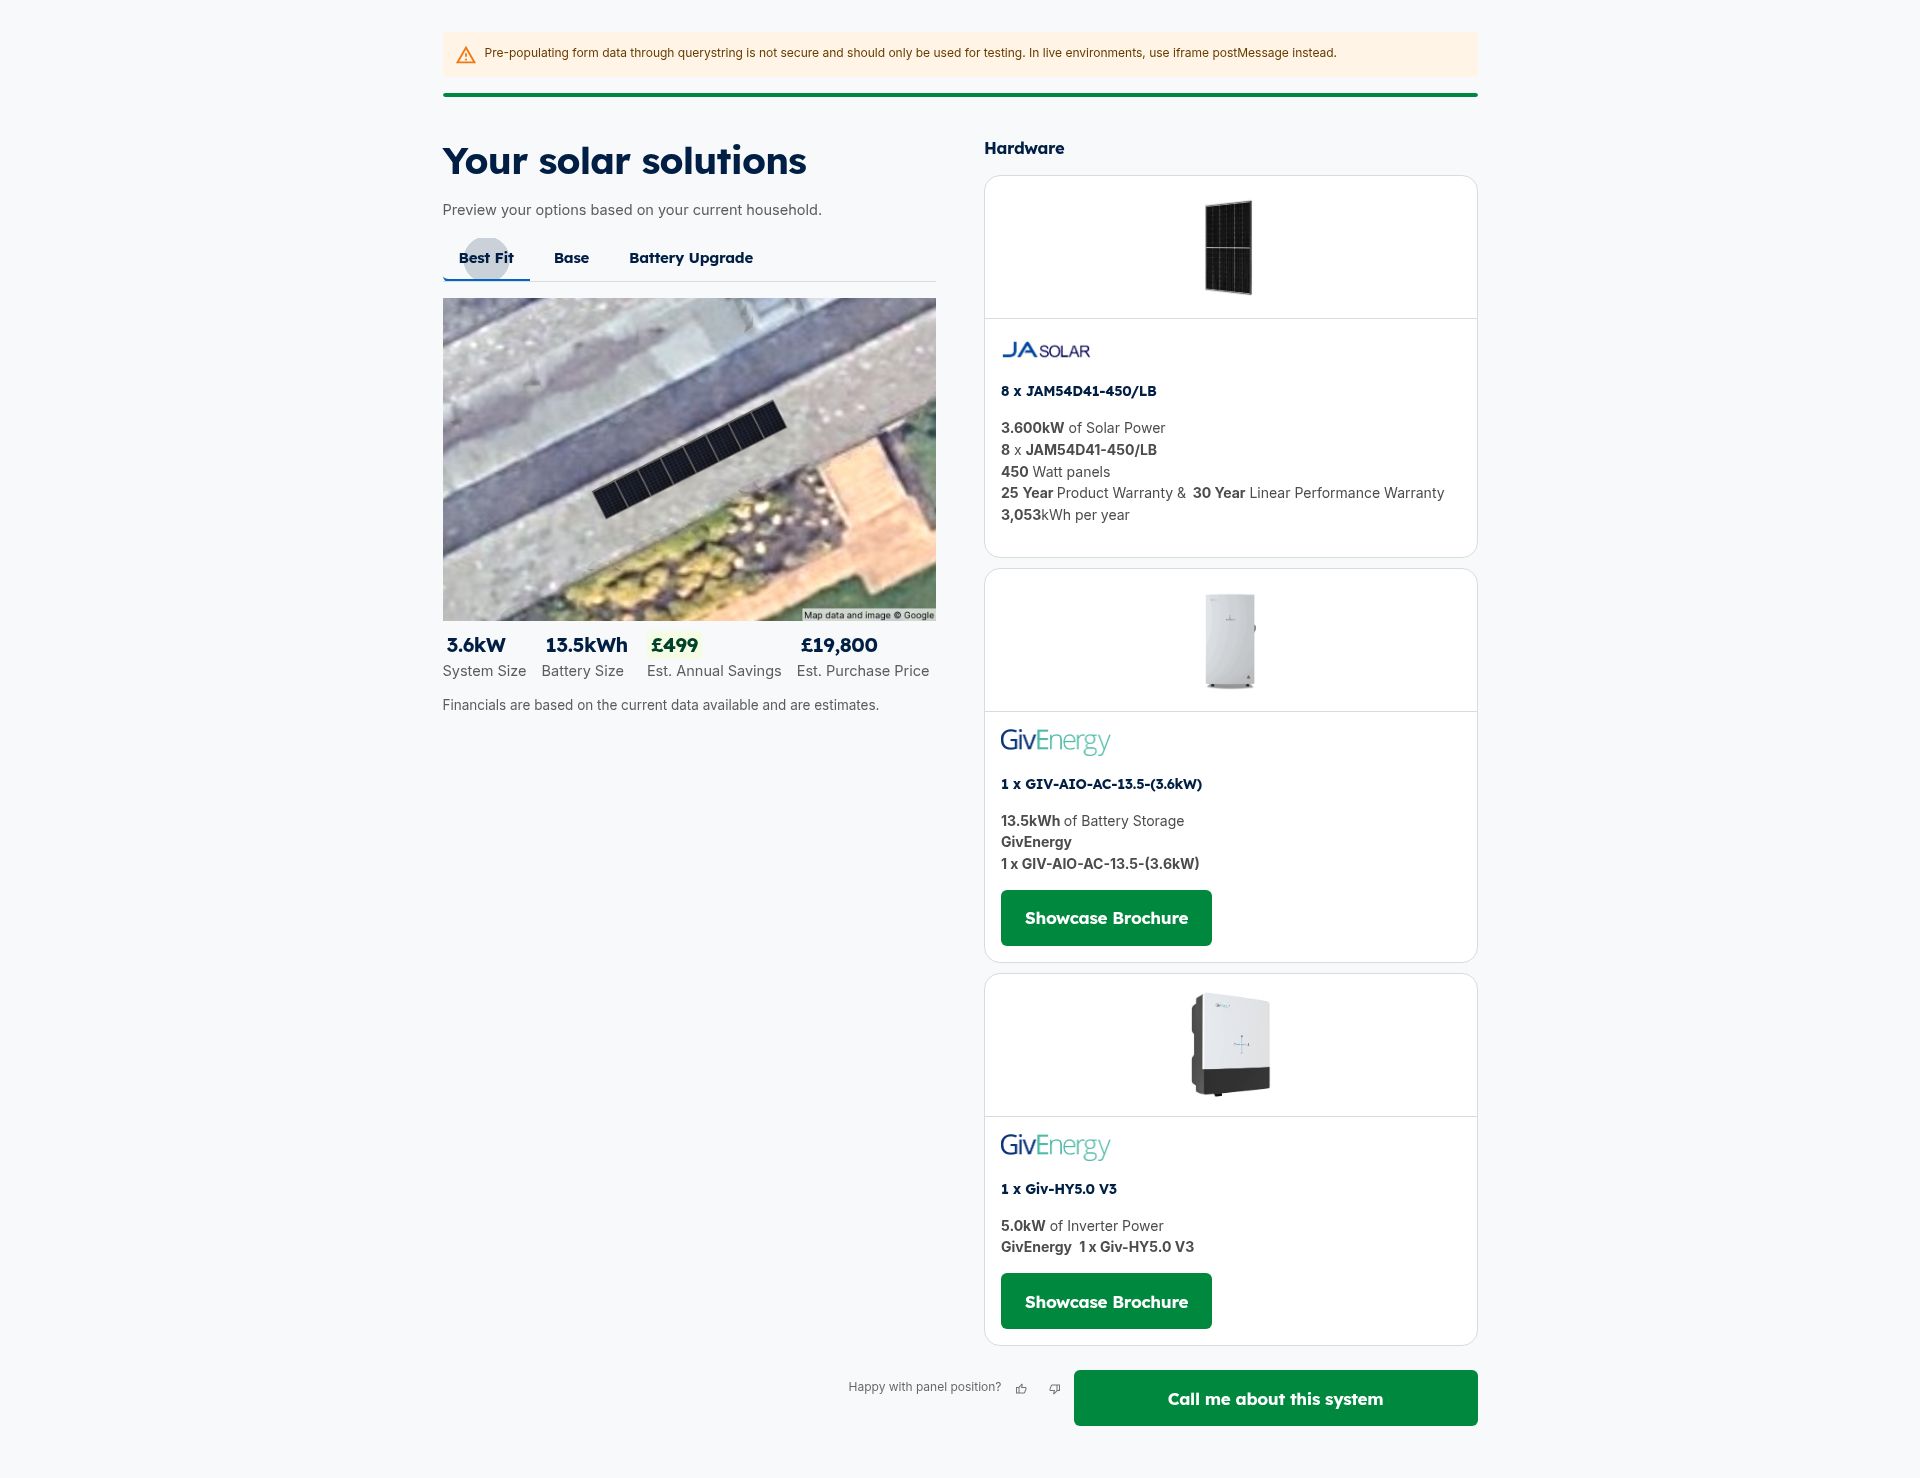 Pre-populating form data through querystring is not secure and should only be used for testing. In live environments, use iframe postMessage instead.
Your solar solutions
Preview your options based on your current household.
Best Fit
Base
Battery Upgrade
Map data and image © Google
3.6kW
System Size
13.5kWh
Battery Size
£499
Est. Annual Savings
£19,800
Est. Purchase Price
Financials are based on the current data available and are estimates.
Hardware
JA SOLAR
8 x JAM54D41-450/LB
3.600kW of Solar Power
8 x JAM54D41-450/LB
450 Watt panels
25 Year Product Warranty & 30 Year Linear Performance Warranty
3,053kWh per year
GivEnergy
1 x GIV-AIO-AC-13.5-(3.6kW)
13.5kWh of Battery Storage
GivEnergy
1 x GIV-AIO-AC-13.5-(3.6kW)
Showcase Brochure
GivEnergy
1 x Giv-HY5.0 V3
5.0kW of Inverter Power
GivEnergy 1 x Giv-HY5.0 V3
Showcase Brochure
Happy with panel position?
Call me about this system